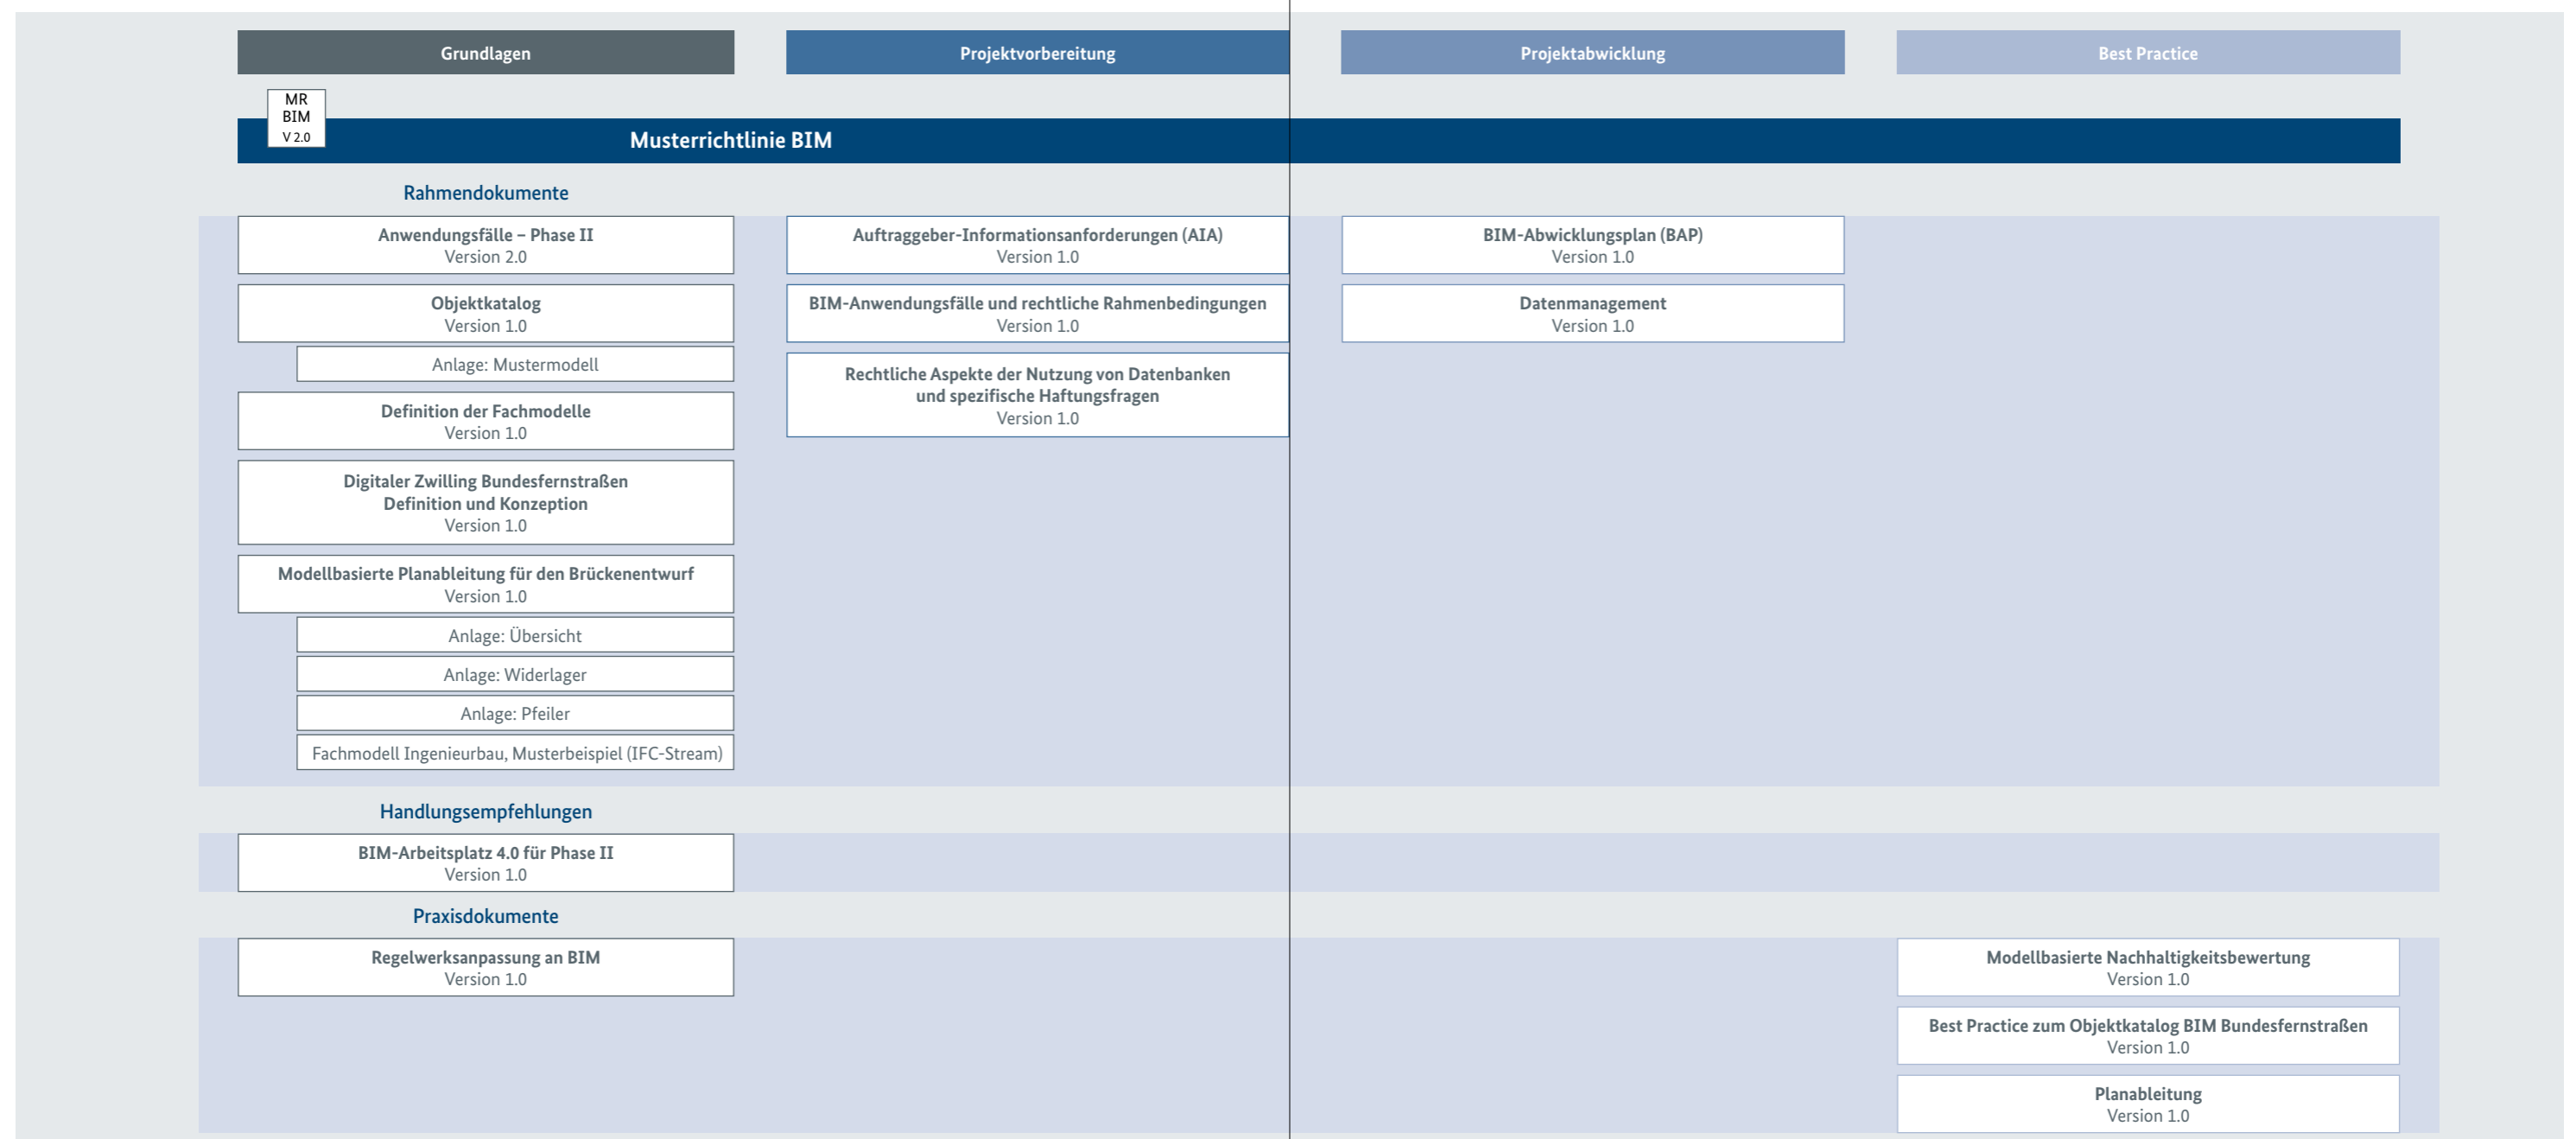 Grundlagen
Projektvorbereitung
Projektabwicklung
Best Practice
MR
BIM
V 2.0
Musterrichtlinie BIM
Rahmendokumente
Anwendungsfälle – Phase II
Version 2.0
Objektkatalog
Version 1.0
Anlage: Mustermodell
Definition der Fachmodelle
Version 1.0
Digitaler Zwilling Bundesfernstraßen
Definition und Konzeption
Version 1.0
Modellbasierte Planableitung für den Brückenentwurf
Version 1.0
Anlage: Übersicht
Anlage: Widerlager
Anlage: Pfeiler
Fachmodell Ingenieurbau, Musterbeispiel (IFC-Stream)
Auftraggeber-Informationsanforderungen (AIA)
Version 1.0
BIM-Anwendungsfälle und rechtliche Rahmenbedingungen
Version 1.0
Rechtliche Aspekte der Nutzung von Datenbanken
und spezifische Haftungsfragen
Version 1.0
BIM-Abwicklungsplan (BAP)
Version 1.0
Datenmanagement
Version 1.0
Handlungsempfehlungen
BIM-Arbeitsplatz 4.0 für Phase II
Version 1.0
Praxisdokumente
Regelwerksanpassung an BIM
Version 1.0
Modellbasierte Nachhaltigkeitsbewertung
Version 1.0
Best Practice zum Objektkatalog BIM Bundesfernstraßen
Version 1.0
Planableitung
Version 1.0